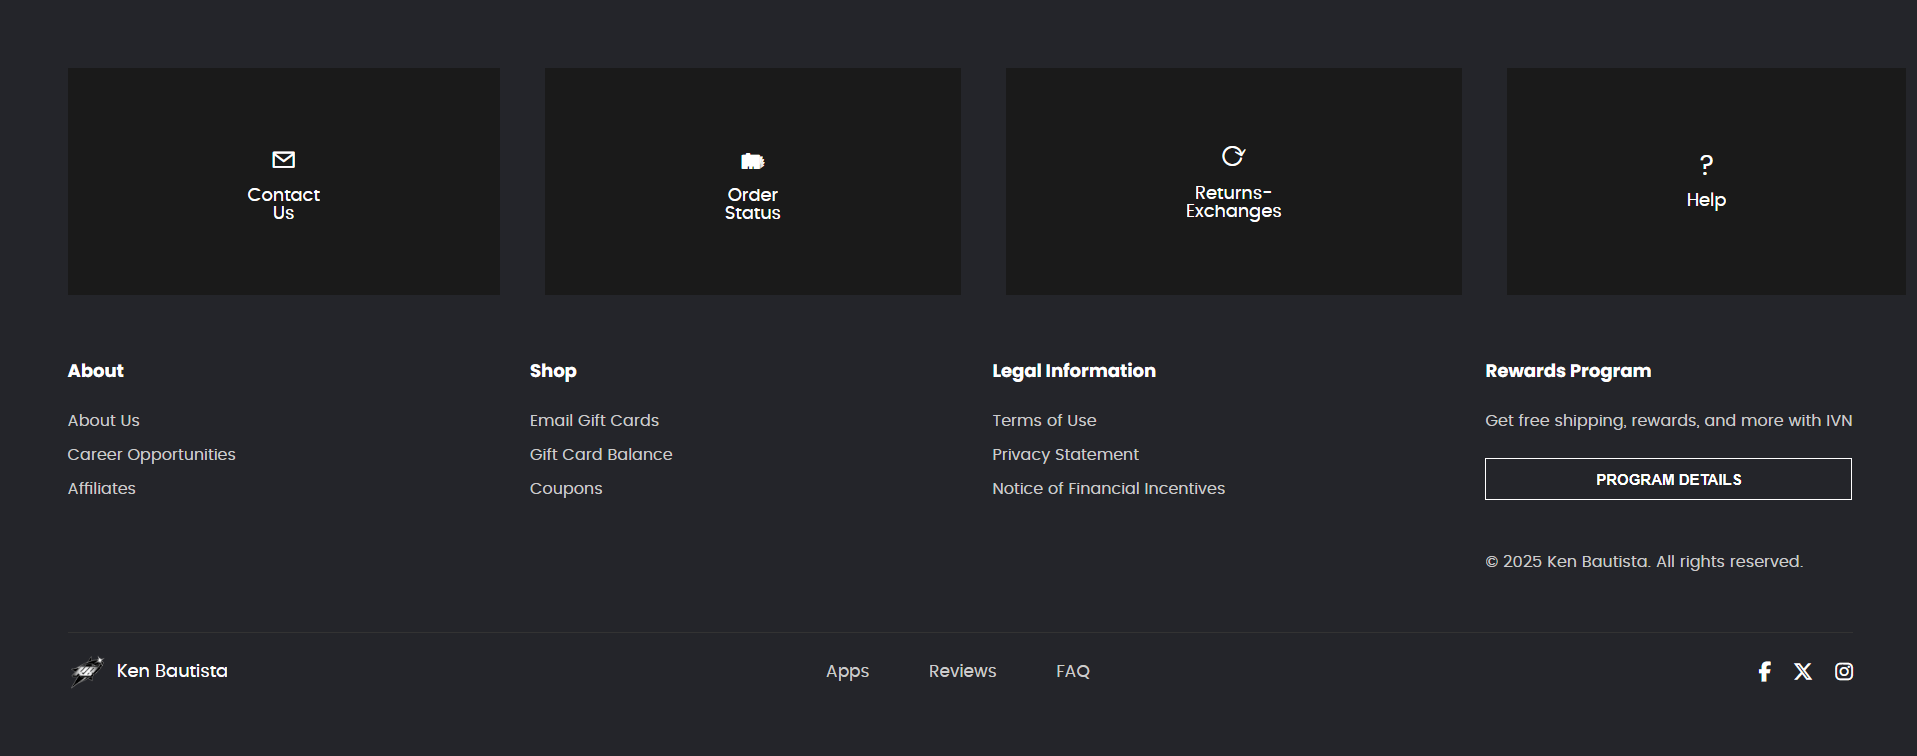 Contact
Us
Order
Status
Returns-
Exchanges
?
Help
About
About Us
Career Opportunities
Affiliates
Shop
Email Gift Cards
Gift Card Balance
Coupons
Legal Information
Terms of Use
Privacy Statement
Notice of Financial Incentives
Rewards Program
Get free shipping, rewards, and more with IVN
PROGRAM DETAILS
© 2025 Ken Bautista. All rights reserved.
Ken Bautista
Apps
Reviews
FAQ